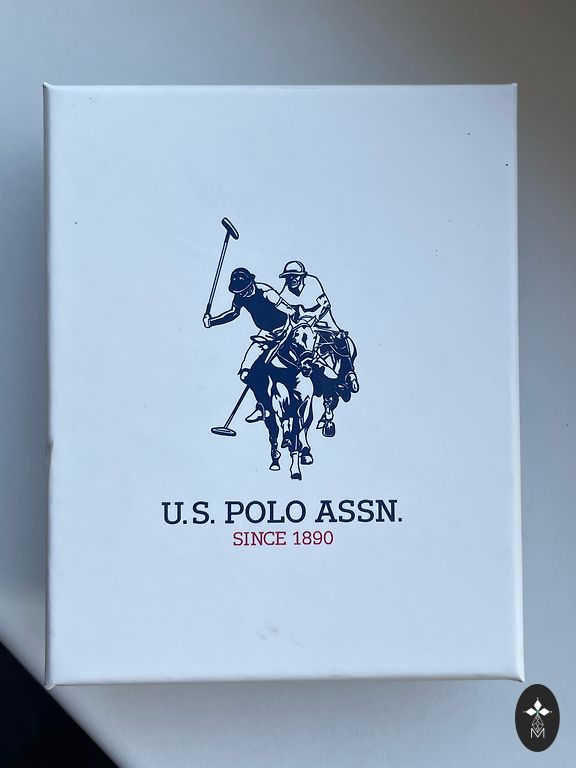 U.S. POLO ASSN.
SINCE 1890
M